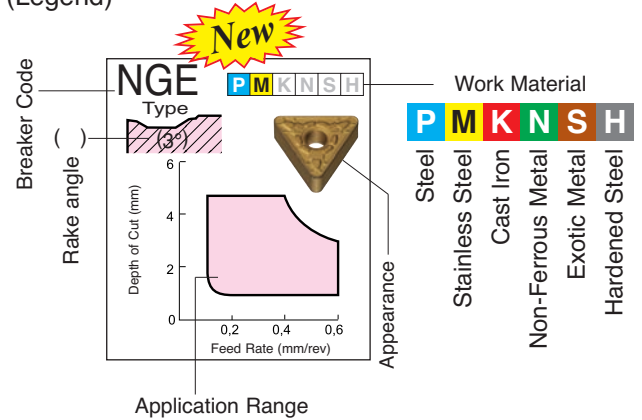 (Legend)
New
NGE
Type
P M K N S H
(3°)
Breaker Code
( )
Rake angle
Work Material
P M K N S H
Steel
Stainless Steel
Cast Iron
Non-Ferrous Metal
Exotic Metal
Hardened Steel
Depth of Cut (mm)
6
4
2
0
0,2 0,4 0,6
Feed Rate (mm/rev)
Appearance
Application Range